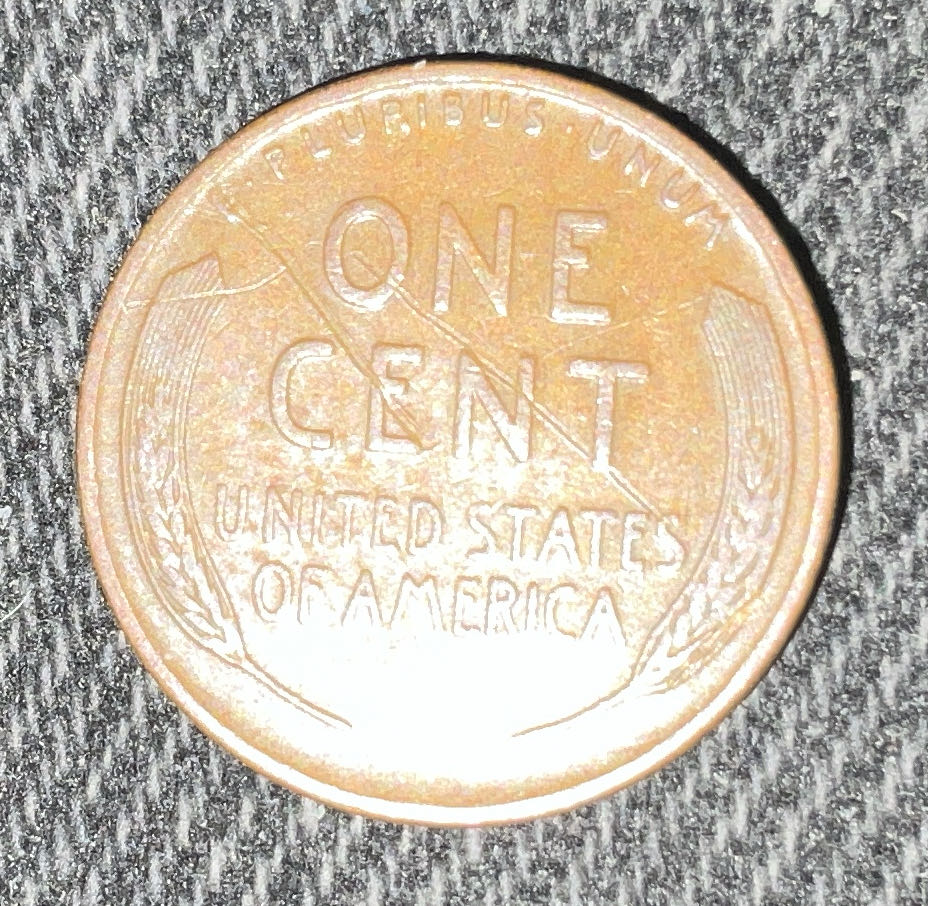 PLURIBUS·UNUM
ONE
CENT
UNITED STATES
OF AMERICA